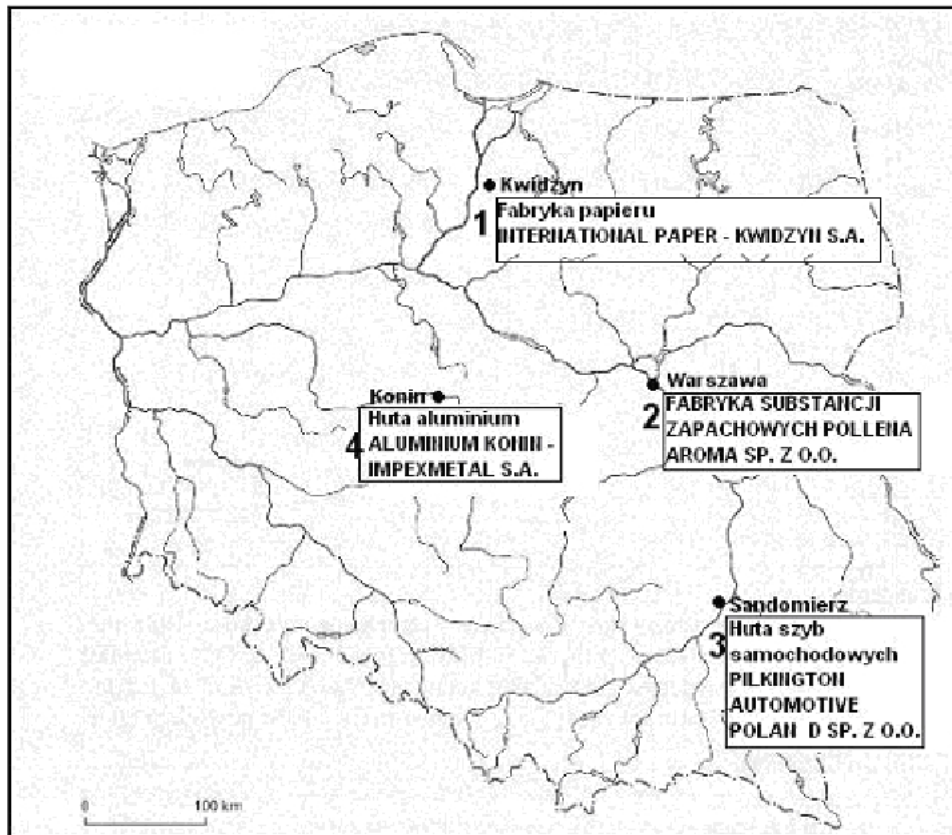 Kwidzyn
1
Fabryka papieru
INTERNATIONAL PAPER - KWIDZYN S.A.
Warszawa
2
FABRYKA SUBSTANCJI
ZAPACHOWYCH POLLENA
AROMA SP. Z O.O.
Konin
4
Huta aluminium
ALUMINIUM KONIN -
IMPEXMETAL S.A.
Sandomierz
3
Huta szyb
samochodowych
PILKINGTON
AUTOMOTIVE
POLAN D SP. Z O.O.
0 100 km